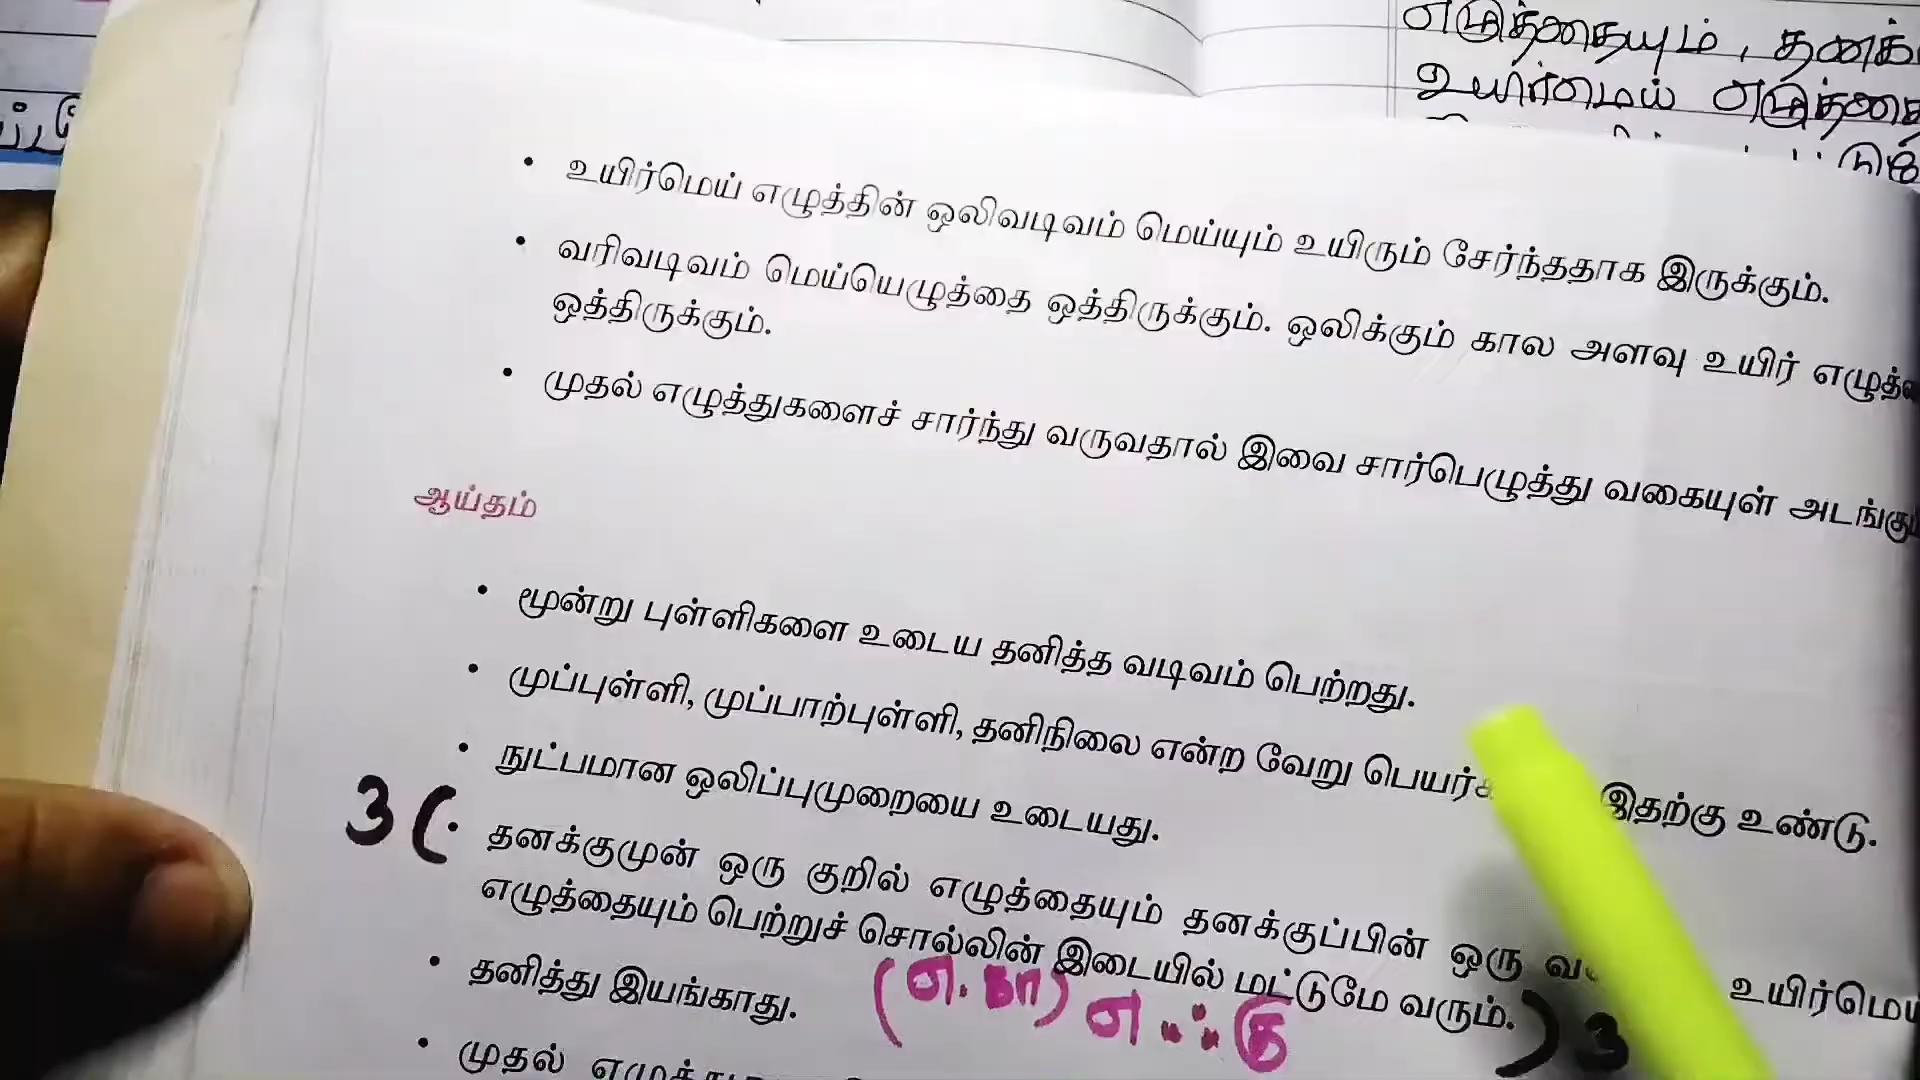 எழுத்தையும், தனக்
உயிர்மெய் எழுத்தை
உயிர்மெய் எழுத்தின் ஒலிவடிவம் மெய்யும் உயிரும் சேர்ந்ததாக இருக்கும்.
வரிவடிவம் மெய்யெழுத்தை ஒத்திருக்கும். ஒலிக்கும் கால அளவு உயிர்
ஒத்திருக்கும்.
முதல் எழுத்துகளைச் சார்ந்து வருவதால் இவை சார்பெழுத்து வகையுள் அடங்கும்
ஆய்தம்
மூன்று புள்ளிகளை உடைய தனித்த வடிவம் பெற்றது.
முப்புள்ளி, முப்பாற்புள்ளி, தனிநிலை என்ற வேறு இதற்கு உண்டு.
நுட்பமான ஒலிப்புமுறையை உடையது.
3 ( தனக்குமுன் ஒரு குறில் எழுத்தையும் தனக்குப்பின் ஒரு உயிர்மெய
எழுத்தையும் பெற்றுச் சொல்லின் இடையில் மட்டுமே வரும். ) 3
தனித்து இயங்காது. (எ.கா) எஃகு
முதல்